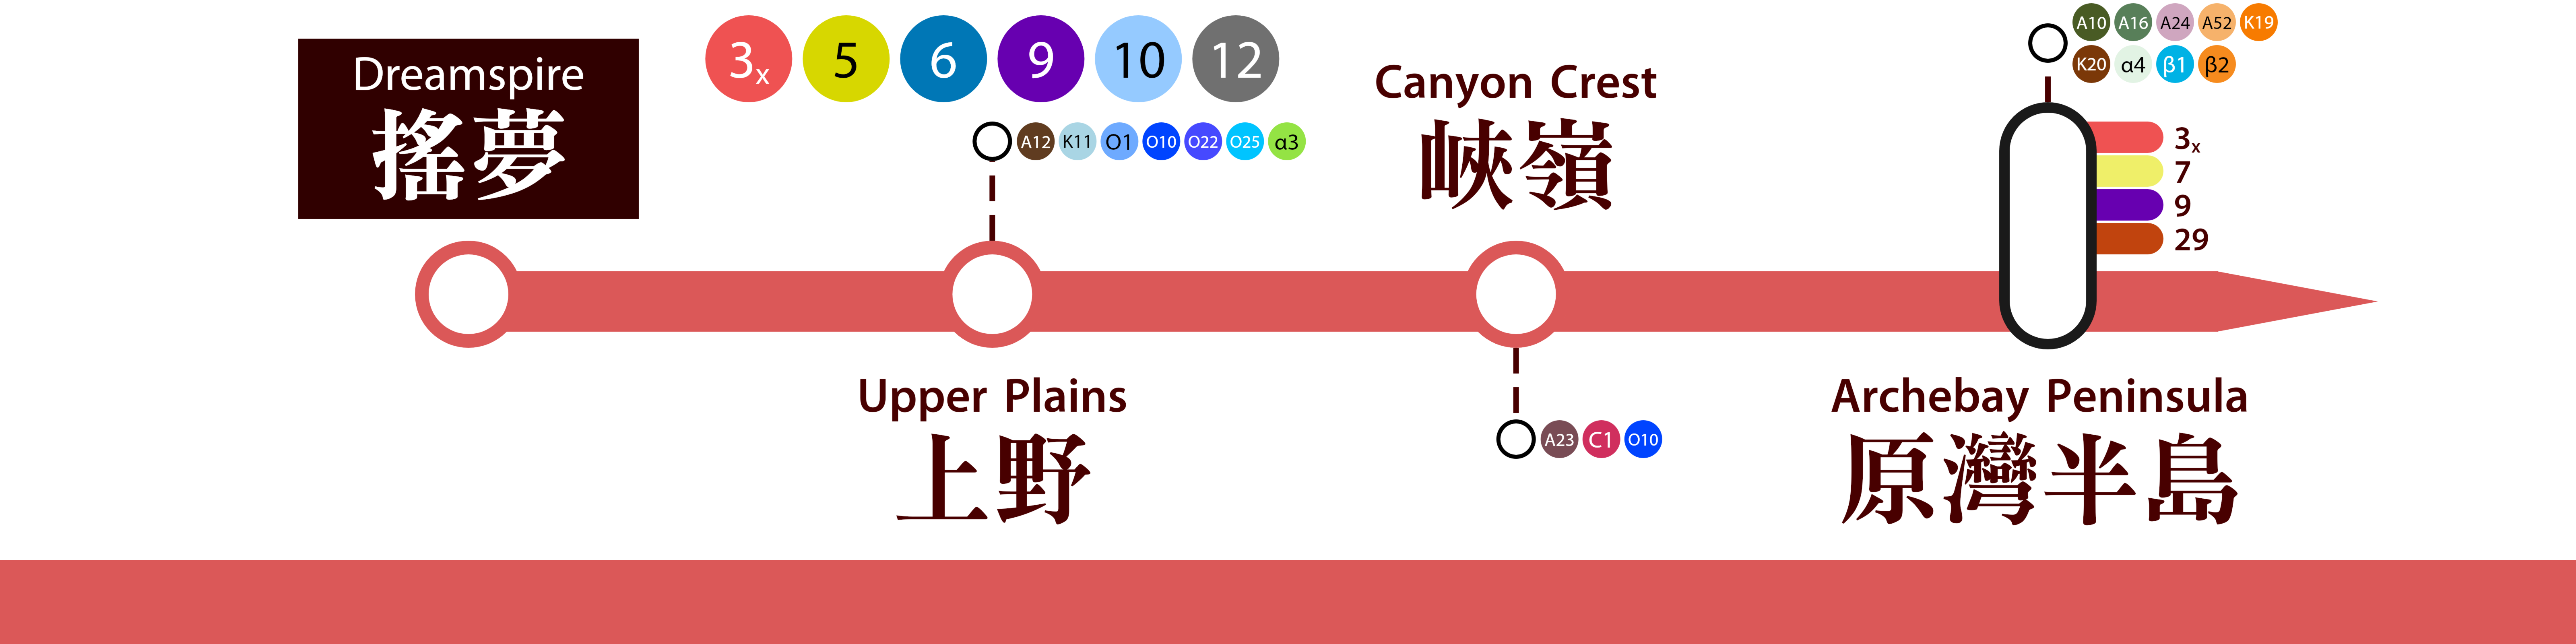 Dreamspire
搖夢
3x 5 6 9 10 12
A12 K11 O1 O10 O22 O25 α3
Upper Plains
上野
Canyon Crest
峽嶺
A23 C1 O10
A10 A16 A24 A52 K19
K20 α4 β1 β2
3x
7
9
29
Archebay Peninsula
原灣半島